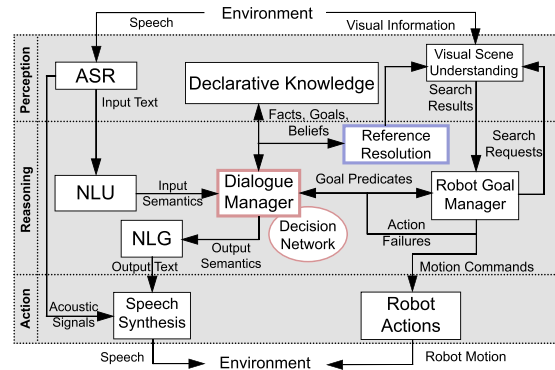 Environment
Speech
Visual Information
Perception
ASR
Declarative Knowledge
Visual Scene
Understanding
Input Text
Facts, Goals,
Beliefs
Search
Results
Reasoning
Reference
Resolution
Search
Requests
NLU
Input
Semantics
Dialogue
Manager
Goal Predicates
Robot Goal
Manager
Decision
Network
NLG
Output
Semantics
Action
Failures
Output Text
Motion Commands
Action
Acoustic
Signals
Speech
Synthesis
Robot
Actions
Speech
Environment
Robot Motion